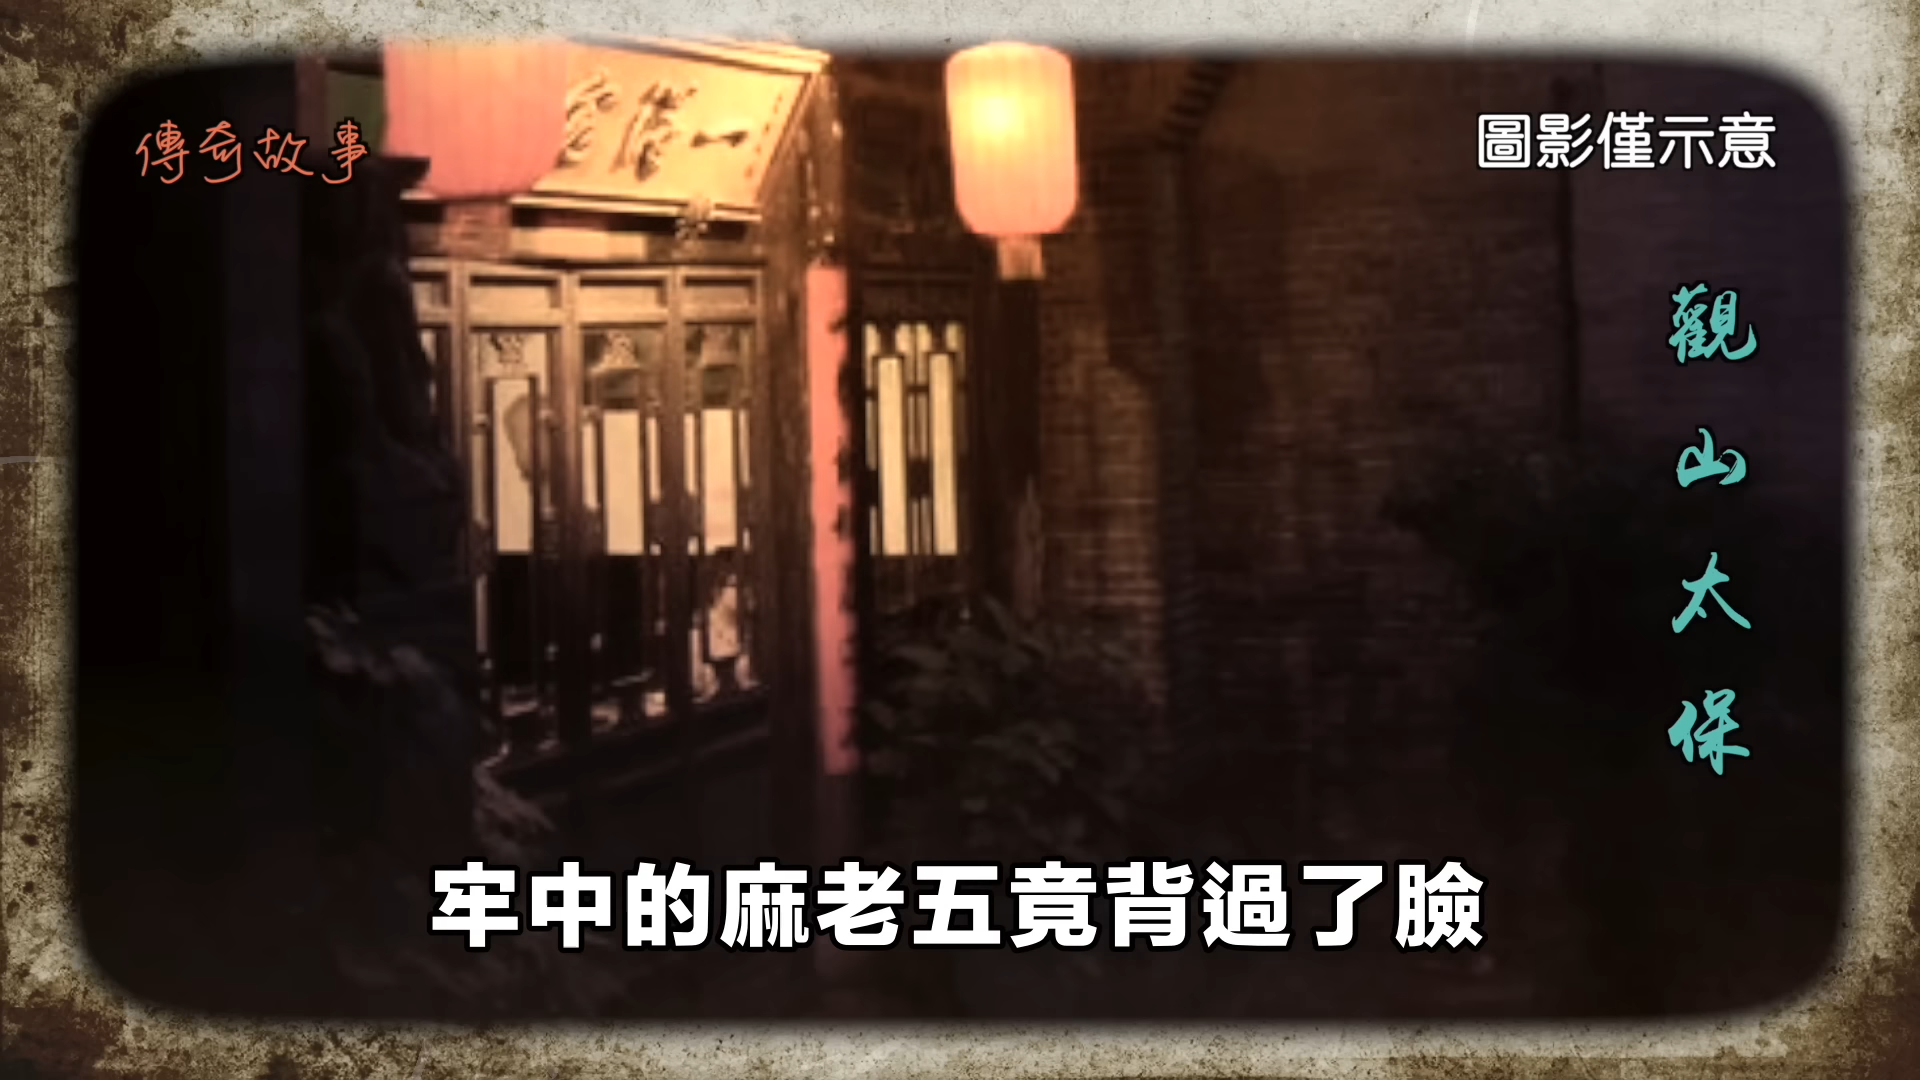 傳奇故事
圖影僅示意
觀山太保
牢中的麻老五竟背過了臉